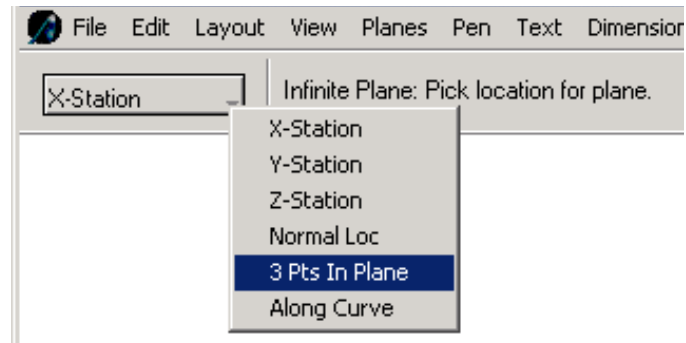 File Edit Layout View Planes Pen Text Dimension
X-Station Infinite Plane: Pick location for plane.
X-Station
Y-Station
Z-Station
Normal Loc
3 Pts In Plane
Along Curve